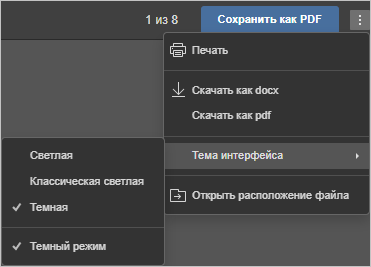 1 из 8
Сохранить как PDF
Печать
Скачать как docx
Скачать как pdf
Тема интерфейса
Открыть расположение файла
Светлая
Классическая светлая
Темная
Темный режим